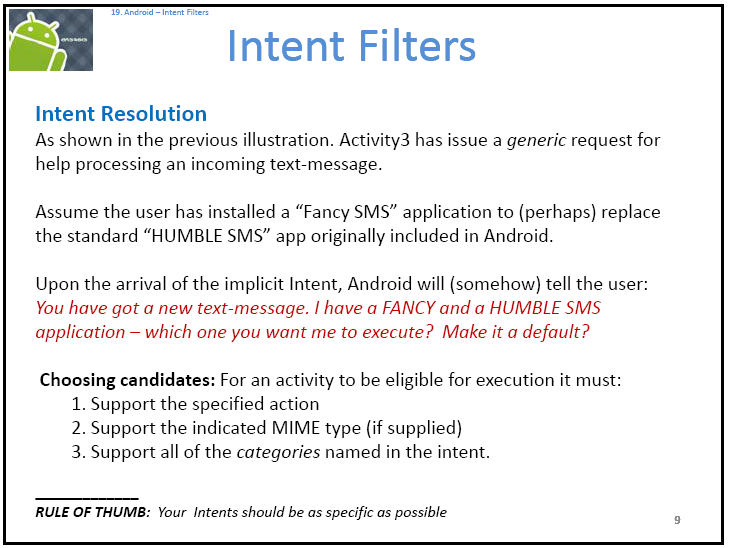 19. Android – Intent Filters
Intent Filters
Intent Resolution
As shown in the previous illustration. Activity3 has issue a generic request for
help processing an incoming text-message.
Assume the user has installed a “Fancy SMS” application to (perhaps) replace
the standard “HUMBLE SMS” app originally included in Android.
Upon the arrival of the implicit Intent, Android will (somehow) tell the user:
You have got a new text-message. I have a FANCY and a HUMBLE SMS
application – which one you want me to execute? Make it a default?
Choosing candidates: For an activity to be eligible for execution it must:
1. Support the specified action
2. Support the indicated MIME type (if supplied)
3. Support all of the categories named in the intent.
RULE OF THUMB: Your Intents should be as specific as possible
9